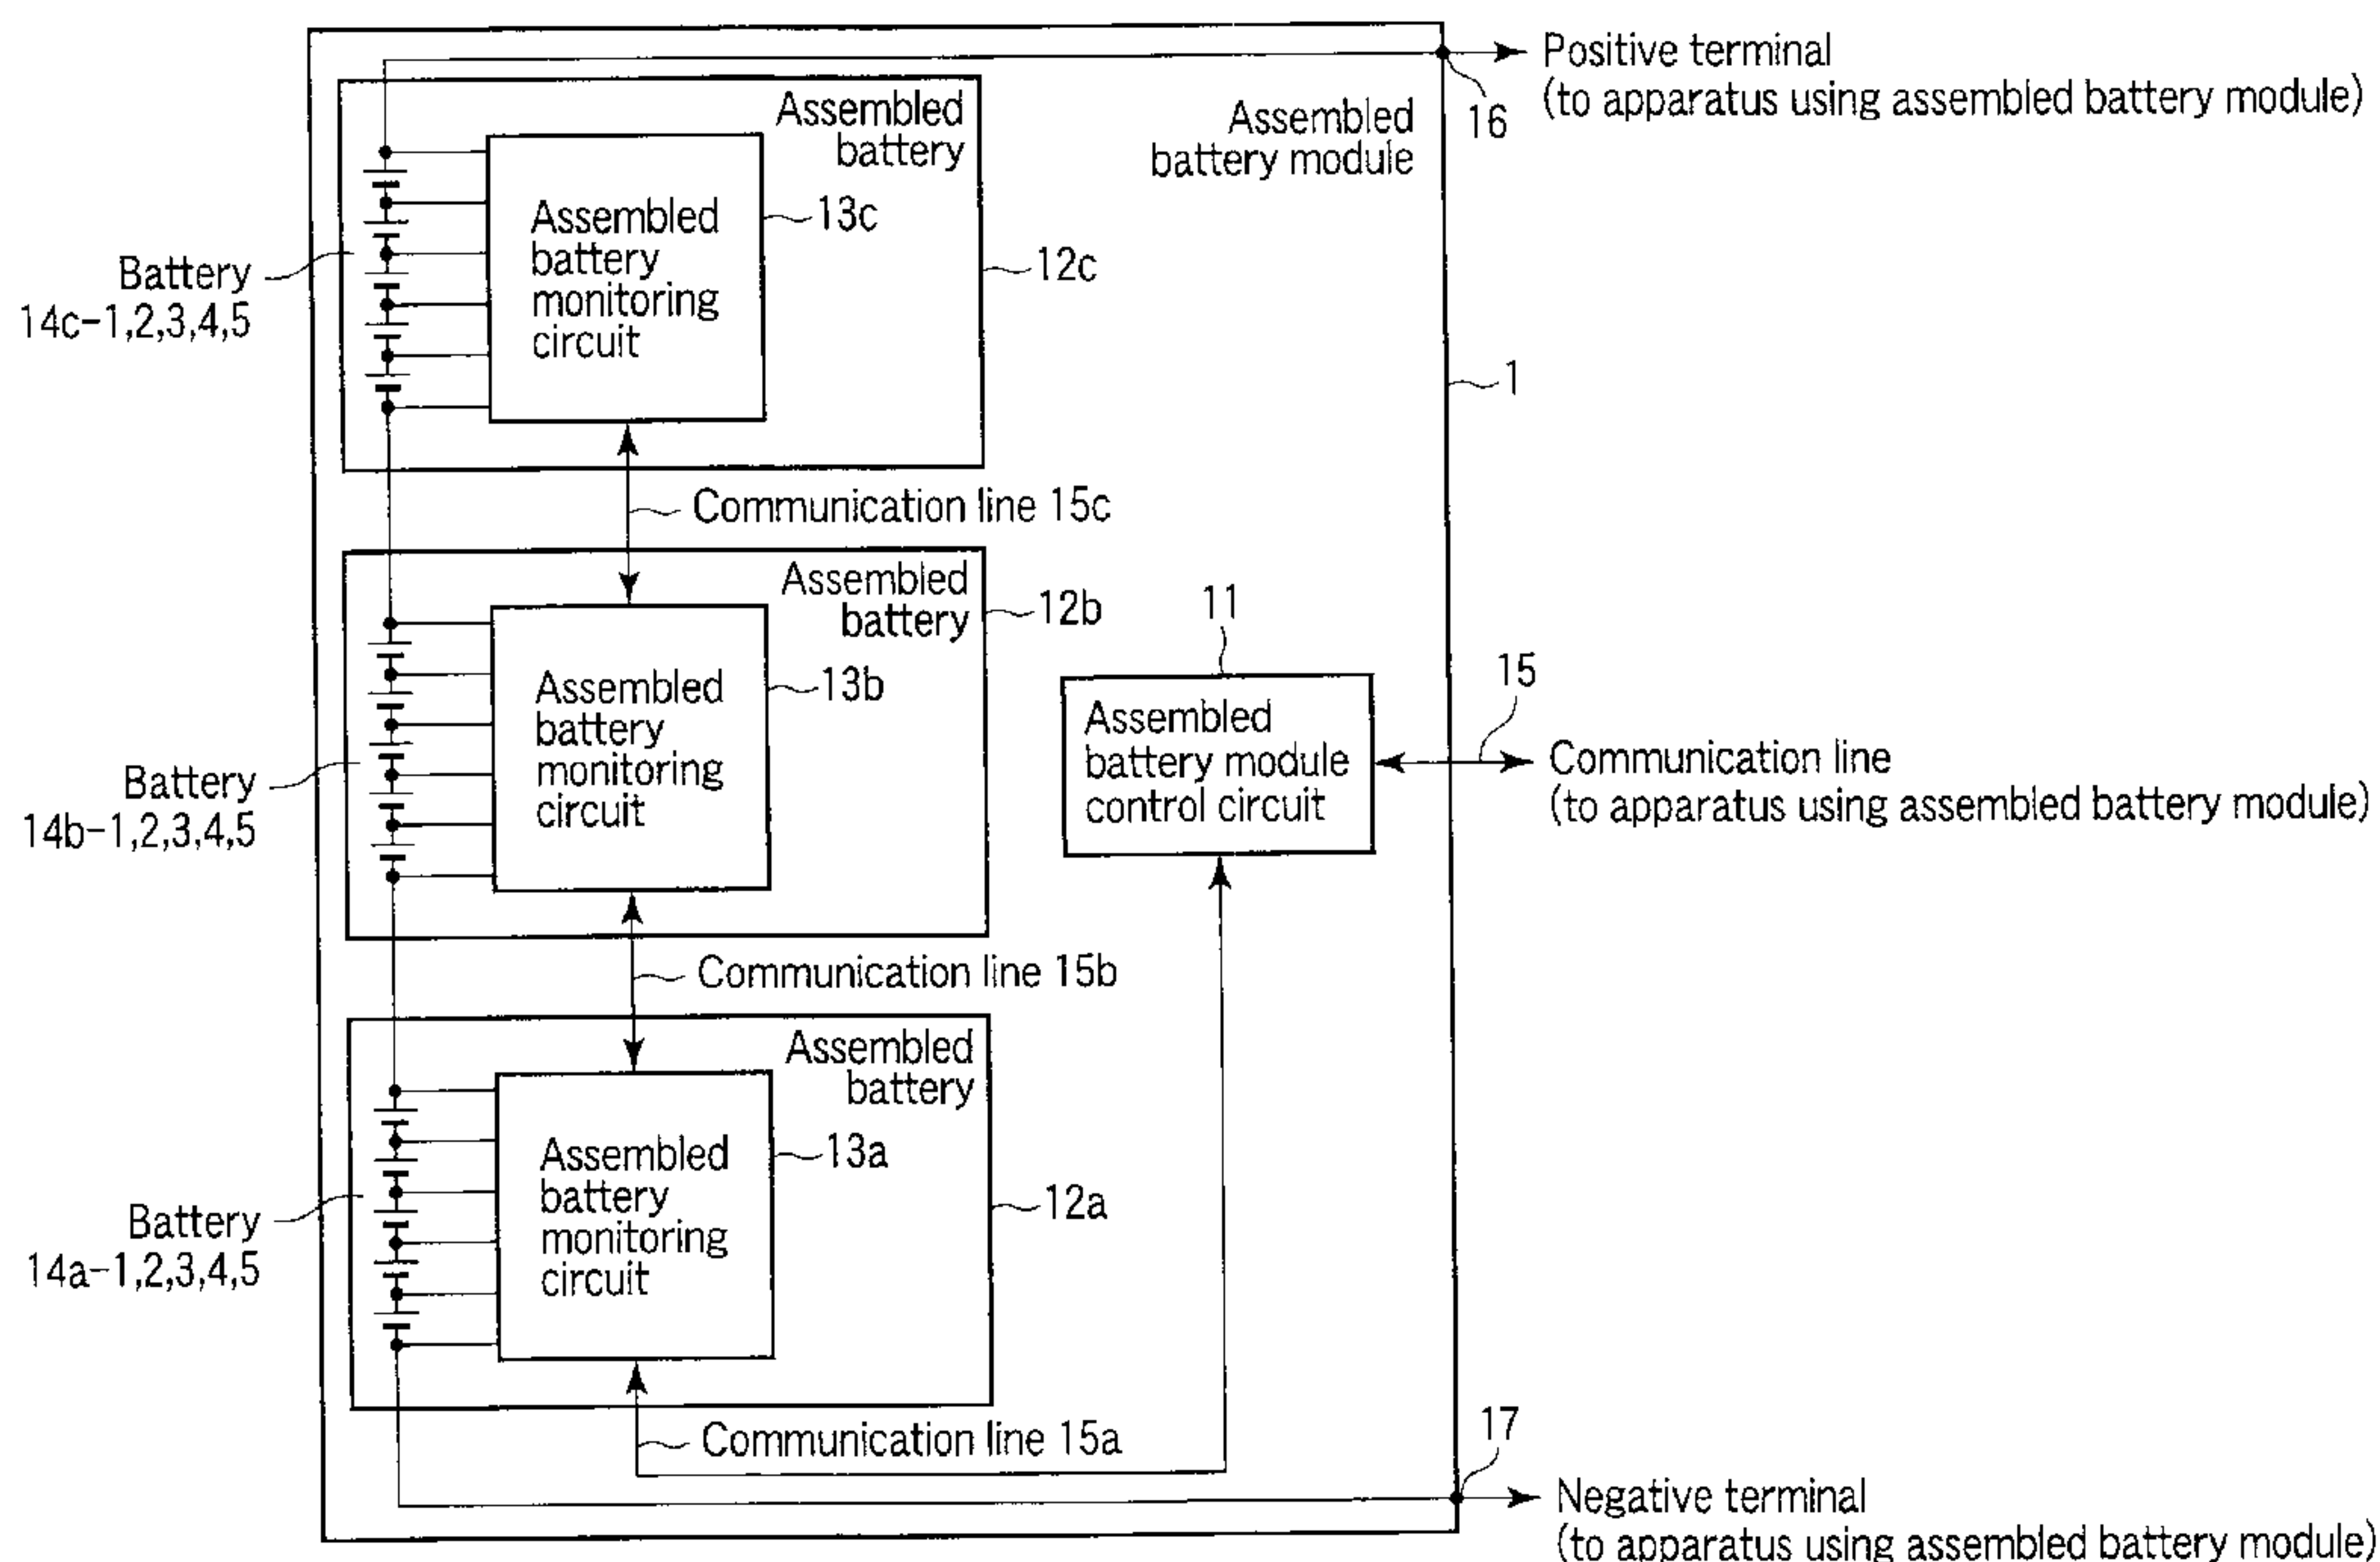 Positive terminal
(to apparatus using assembled battery module)
16
Assembled
battery module
Assembled
battery
Assembled
battery
monitoring
circuit
13c
12c
Battery
14c-1,2,3,4,5
1
Communication line 15c
Assembled
battery
12b
Assembled
battery
monitoring
circuit
13b
Battery
14b-1,2,3,4,5
11
Assembled
battery module
control circuit
15
Communication line
(to apparatus using assembled battery module)
Communication line 15b
Assembled
battery
Assembled
battery
monitoring
circuit
13a
12a
Battery
14a-1,2,3,4,5
Communication line 15a
17
Negative terminal
(to apparatus using assembled battery module)